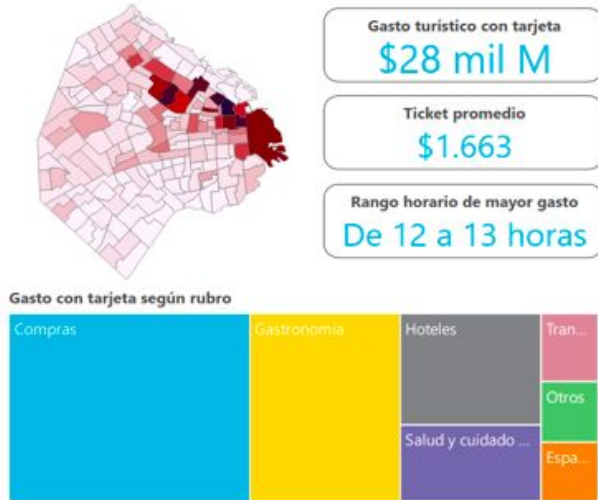 Gasto turístico con tarjeta
$28 mil M
Ticket promedio
$1.663
Rango horario de mayor gasto
De 12 a 13 horas
Gasto con tarjeta según rubro
Compras
Gastronomía
Hoteles
Tran...
Otros
Salud y cuidado ...
Espa...